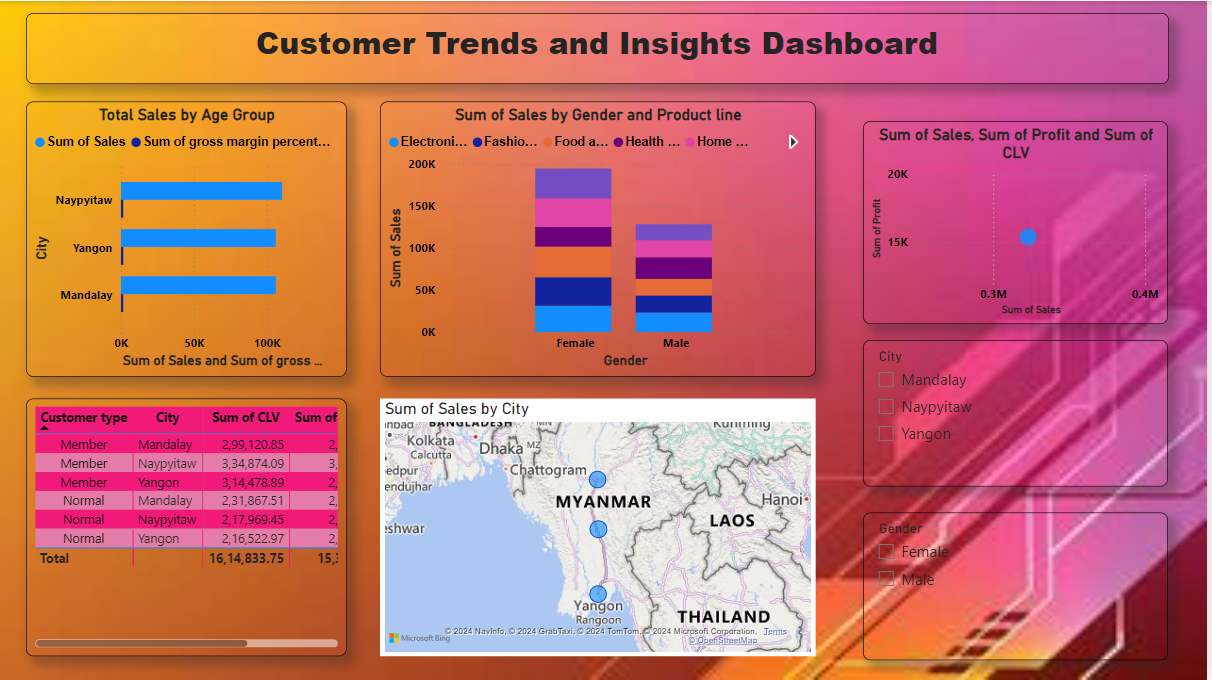 Customer Trends and Insights Dashboard
Total Sales by Age Group
Sum of Sales Sum of gross margin percent...
Naypyitaw
Yangon
Mandalay
City
0K 50K 100K
Sum of Sales and Sum of gross ...
Sum of Sales by Gender and Product line
Electroni... Fashio... Food a... Health ... Home ...
200K
150K
100K
50K
0K
Sum of Sales
Female Male
Gender
Sum of Sales, Sum of Profit and Sum of
CLV
20K
15K
Sum of Profit
0.3M 0.4M
Sum of Sales
City
Mandalay
Naypyitaw
Yangon
Gender
Female
Male
Customer type City Sum of CLV Sum of
Member Mandalay 2,99,120.85 2,
Member Naypyitaw 3,34,874.09 3,
Member Yangon 3,14,478.89 2,
Normal Mandalay 2,31,867.51 2,
Normal Naypyitaw 2,17,969.45 2,
Normal Yangon 2,16,522.97 2,
Total 16,14,833.75 15,3
Sum of Sales by City
BANGLADESH MN Kunming
Kolkata
Calcutta
Dhaka MZ
Chattogram
edpur
endujhar
MYANMAR
Hanoi
LAOS
eshwar
Yangon
Rangoon
THAILAND
Microsoft Bing
© 2024 NavInfo, © 2024 GrabTaxi, © 2024 TomTom, © 2024 Microsoft Corporation, Terms
© OpenStreetMap